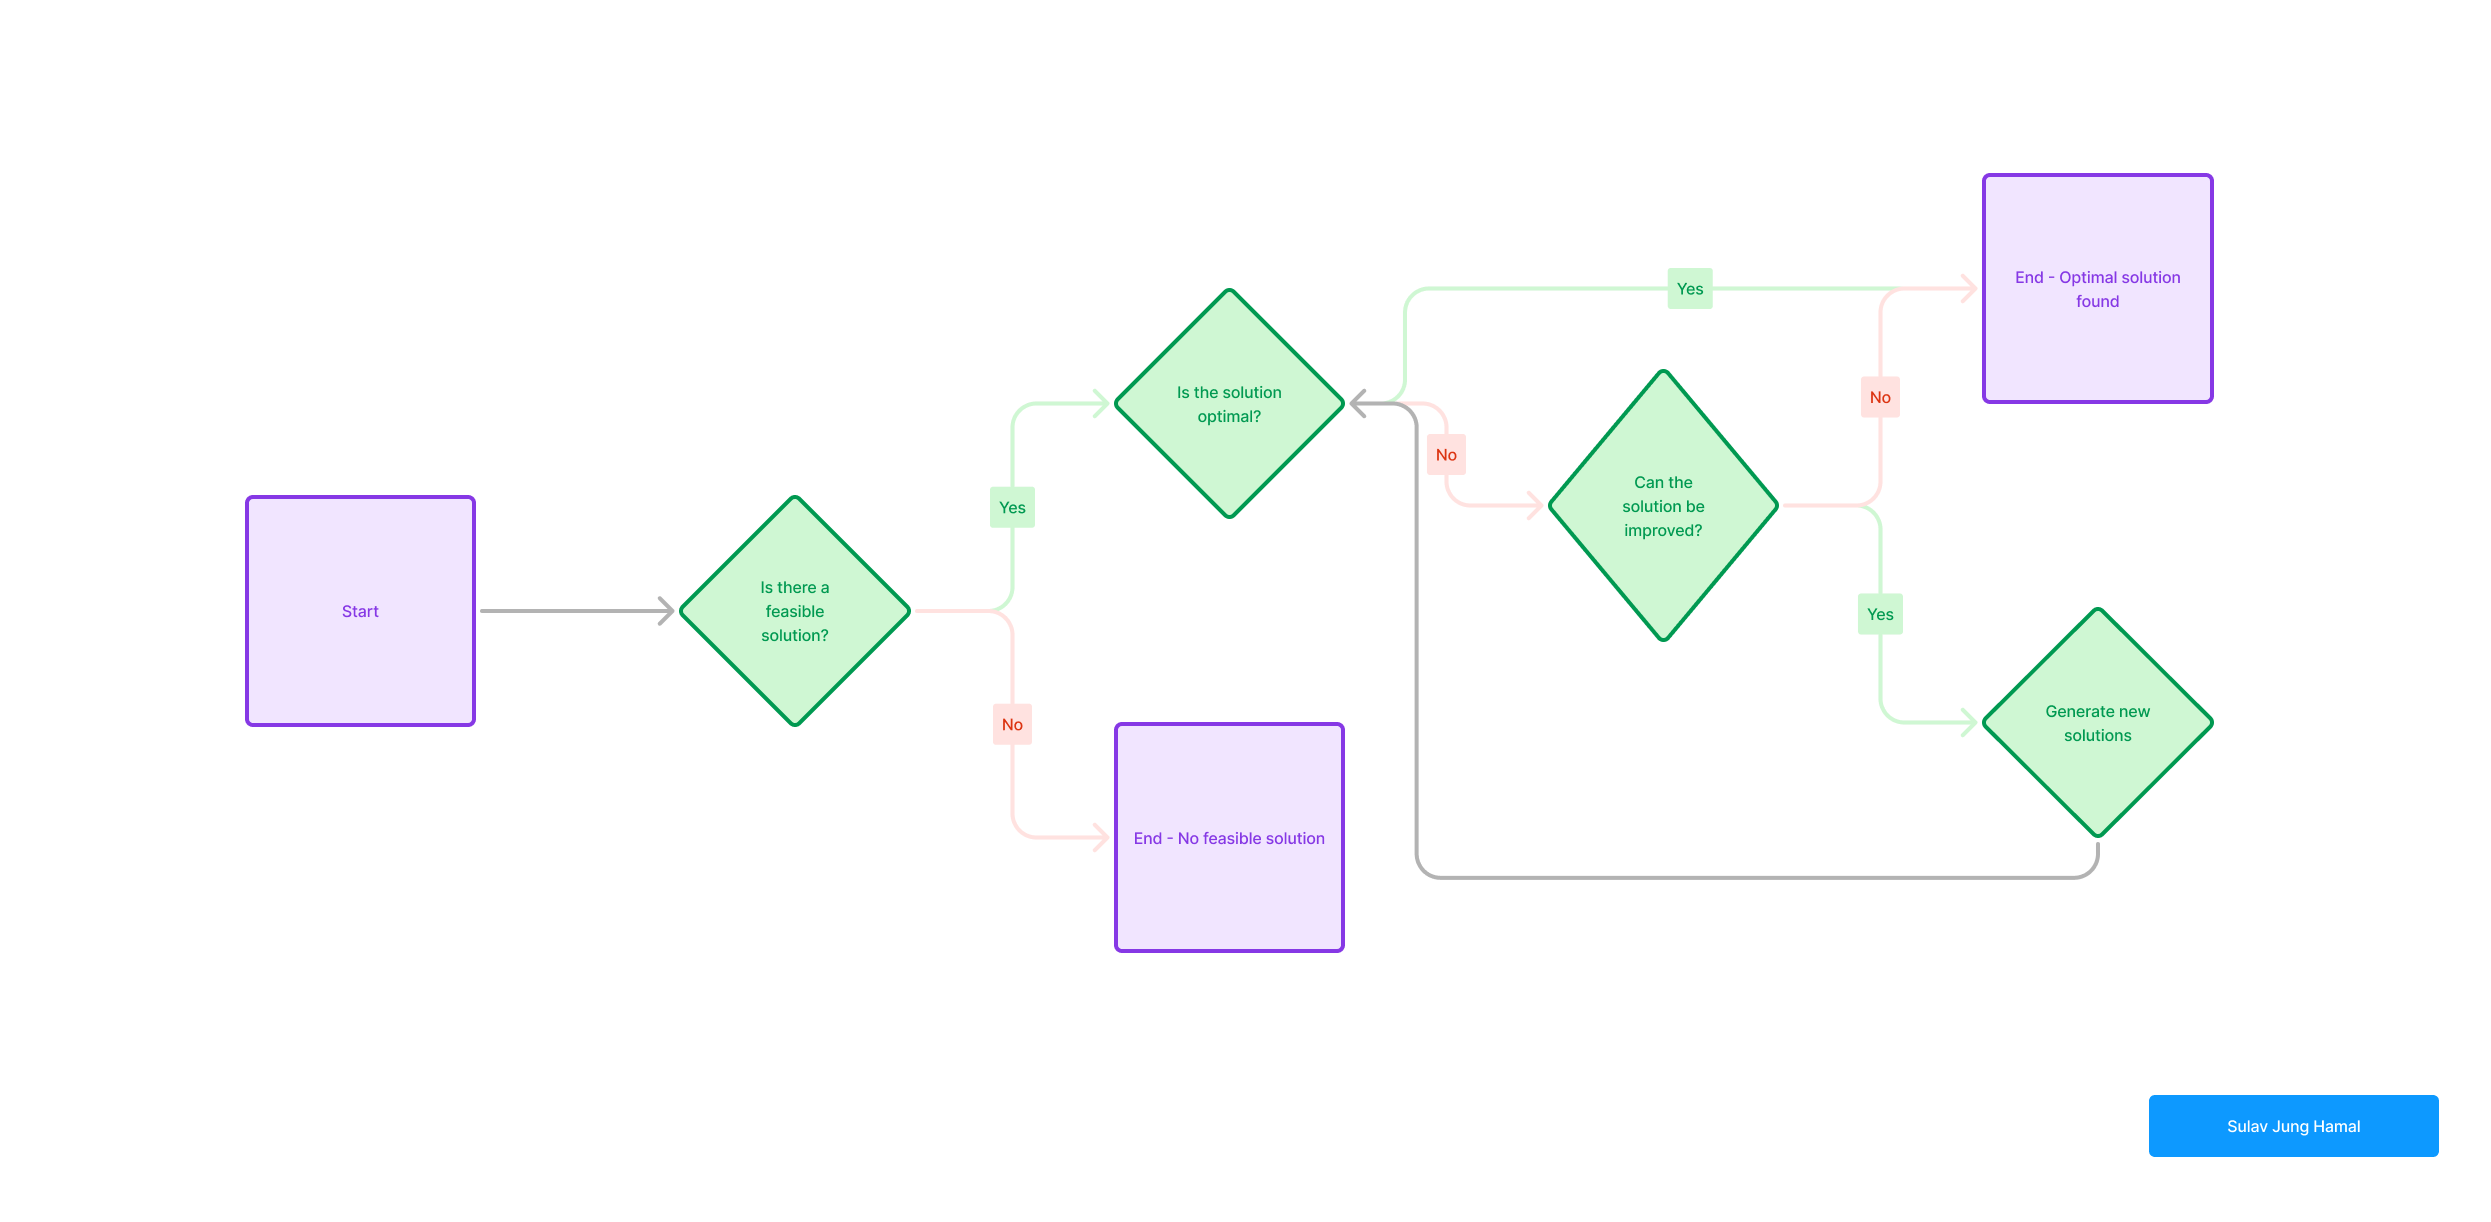 Start
Is there a
feasible
solution?
Yes
No
Is the solution
optimal?
End - No feasible solution
Yes
No
Can the
solution be
improved?
No
Yes
End - Optimal solution
found
Generate new
solutions
Sulav Jung Hamal